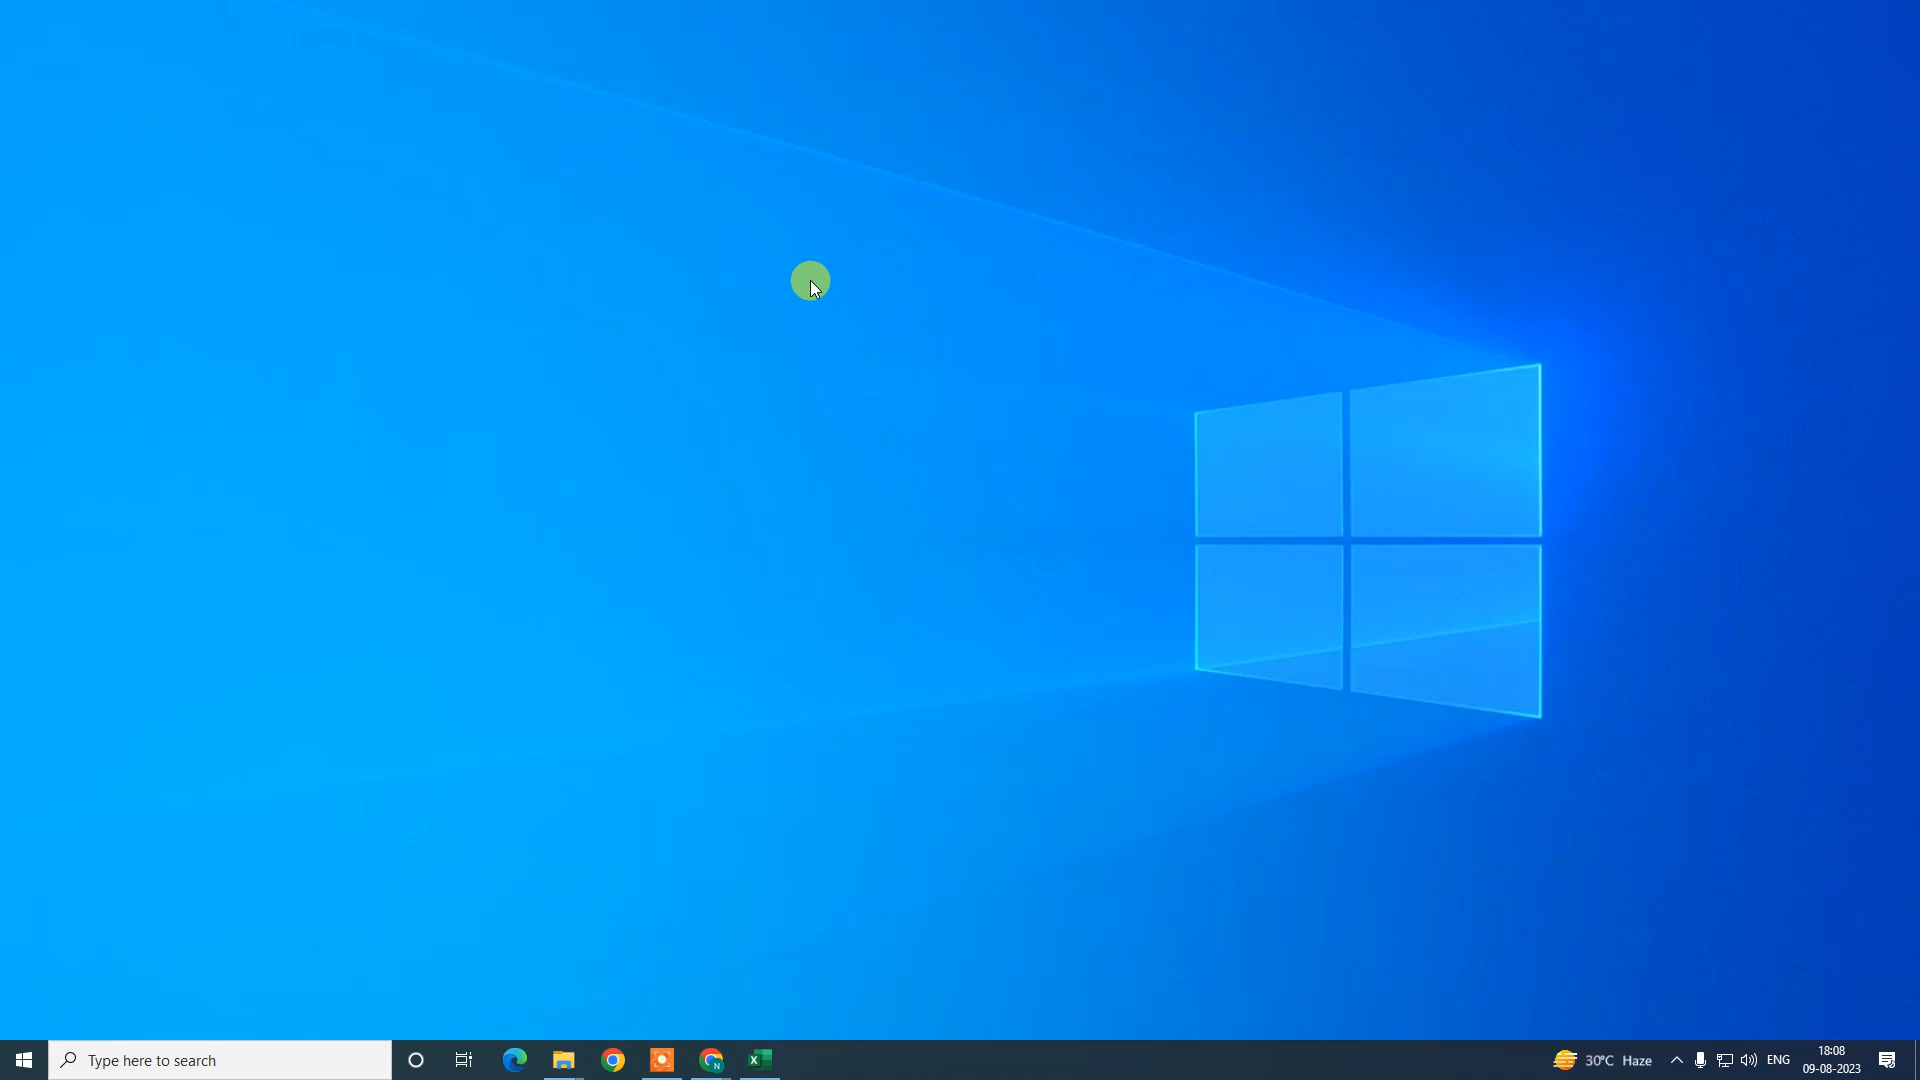 Type here to search
N
X
30°C Haze
ENG
18:08
09-08-2023